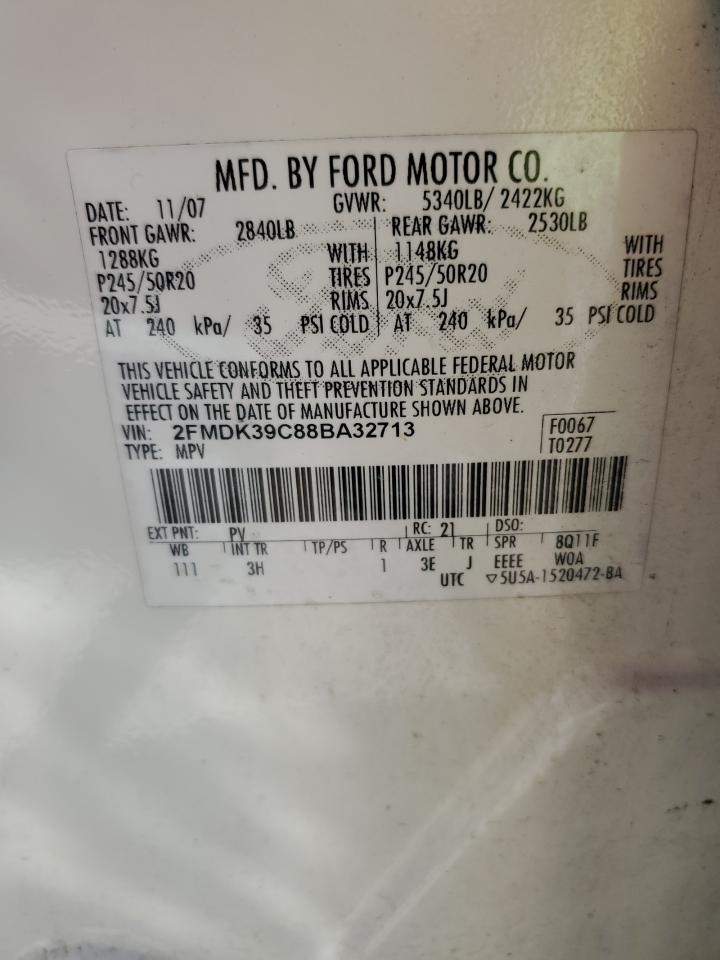 MFD. BY FORD MOTOR CO.
DATE: 11/07 GVWR: 5340LB/ 2422KG
FRONT GAWR: 2840LB REAR GAWR: 2530LB
1288KG WITH 1148KG WITH
P245/50R20 TIRES P245/50R20 TIRES
20x7.5J RIMS 20x7.5J RIMS
AT 240 kPa/ 35 PSI COLD AT 240 kPa/ 35 PSI COLD
THIS VEHICLE CONFORMS TO ALL APPLICABLE FEDERAL MOTOR
VEHICLE SAFETY AND THEFT PREVENTION STANDARDS IN
EFFECT ON THE DATE OF MANUFACTURE SHOWN ABOVE.
VIN: 2FMDK39C88BA32713 F0067
TYPE: MPV T0277
EXT PNT: PV RC: 21 DSO:
WB INT TR TP/PS R AXLE TR SPR 8Q11F
111 3H 1 3E J EEEE WOA
UTC ▽5U5A-1520472-BA